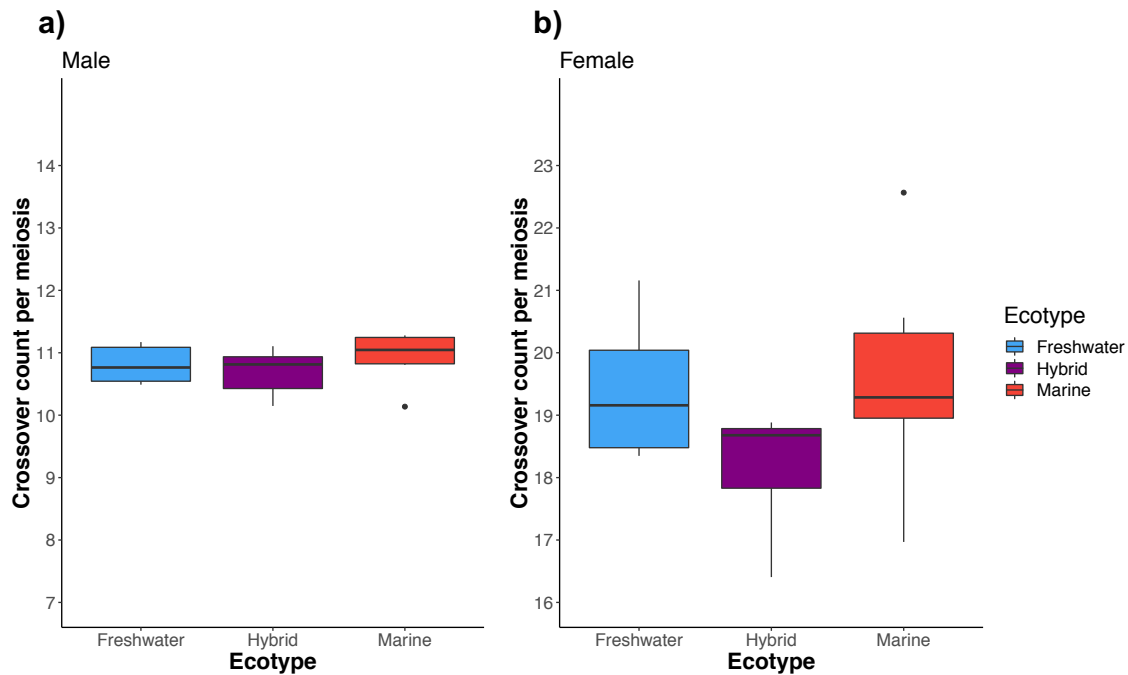 a)
Male
Crossover count per meiosis
14
13
12
11
10
9
8
7
Freshwater Hybrid Marine
Ecotype
b)
Female
Crossover count per meiosis
23
22
21
20
19
18
17
16
Freshwater Hybrid Marine
Ecotype
Ecotype
Freshwater
Hybrid
Marine